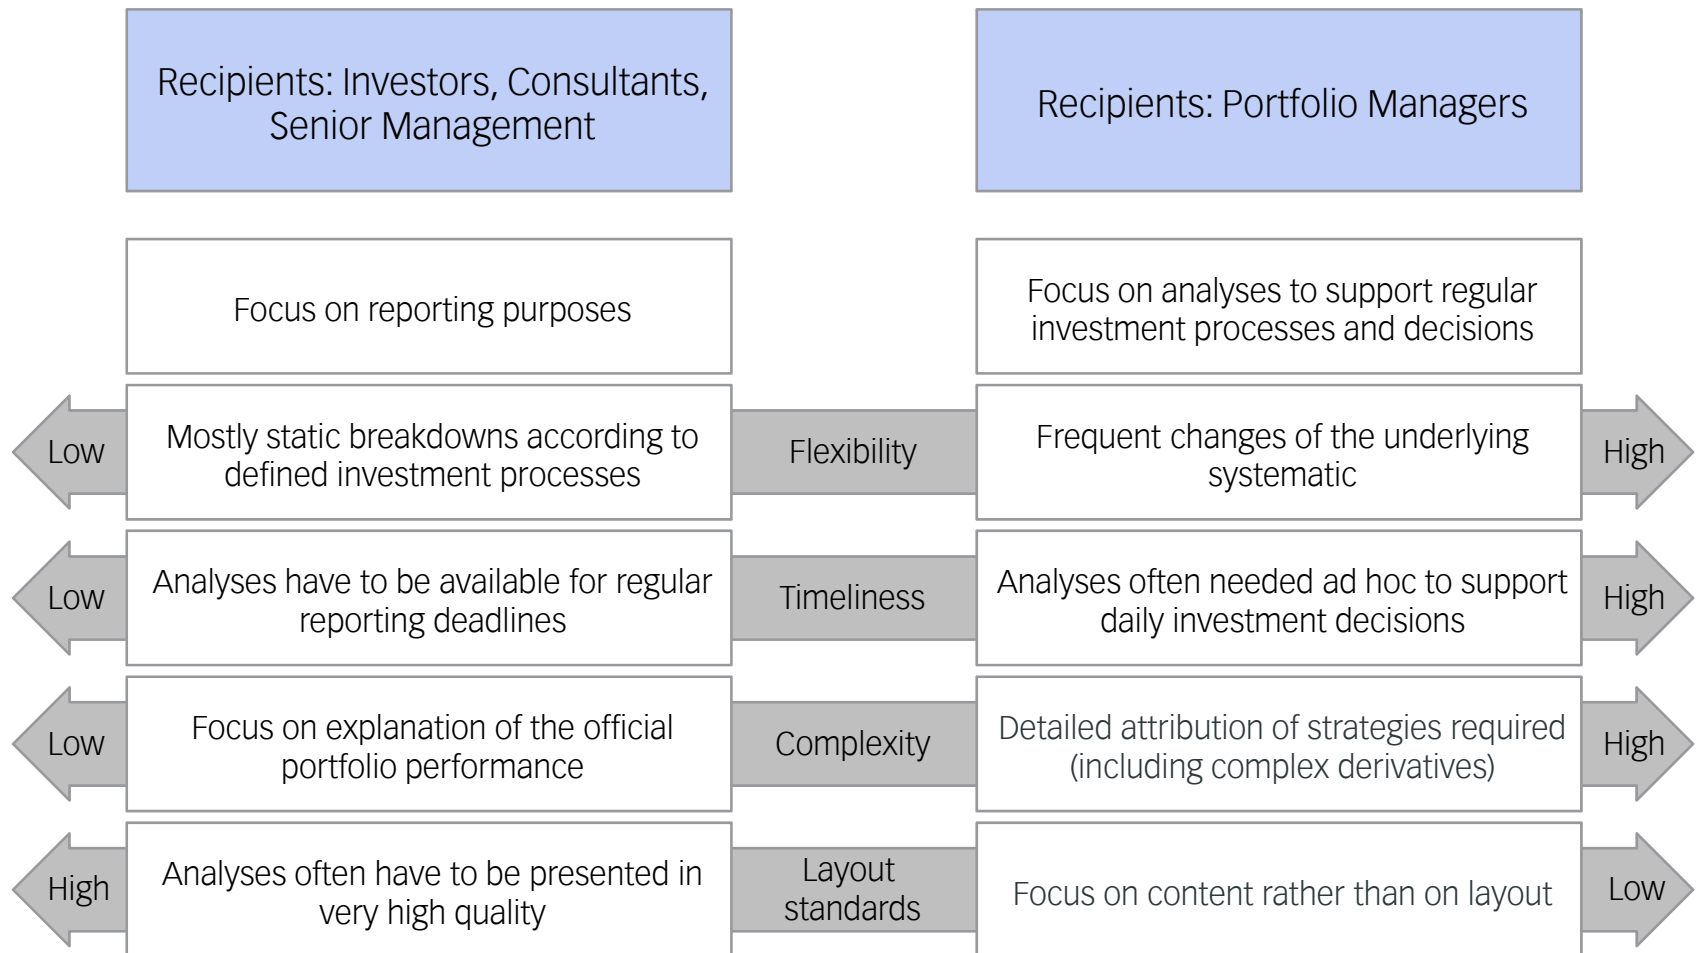 Recipients: Investors, Consultants,
Senior Management
Recipients: Portfolio Managers
Focus on reporting purposes
Focus on analyses to support regular
investment processes and decisions
Low
Mostly static breakdowns according to
defined investment processes
Flexibility
Frequent changes of the underlying
systematic
High
Low
Analyses have to be available for regular
reporting deadlines
Timeliness
Analyses often needed ad hoc to support
daily investment decisions
High
Low
Focus on explanation of the official
portfolio performance
Complexity
Detailed attribution of strategies required
(including complex derivatives)
High
High
Analyses often have to be presented in
very high quality
Layout
standards
Focus on content rather than on layout
Low